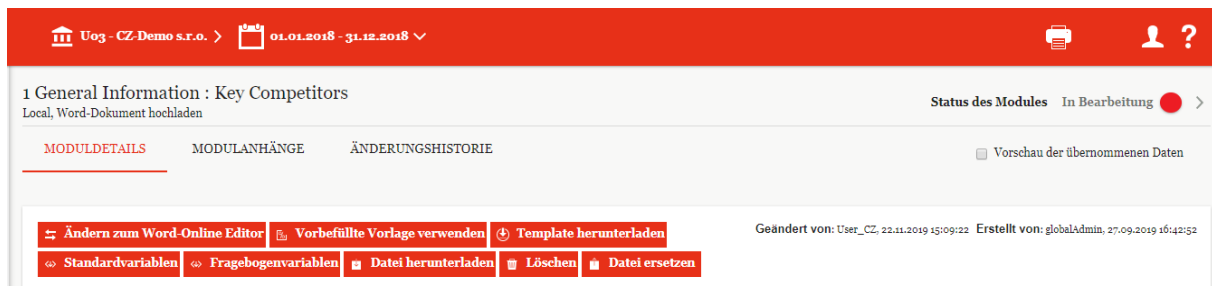 U03 - CZ-Demo s.r.o. > 01.01.2018 - 31.12.2018
?
1 General Information : Key Competitors
Local, Word-Dokument hochladen
Status des Modules In Bearbeitung >
MODULDETAILS MODULANHÄNGE ÄNDERUNGSHISTORIE
Vorschau der übernommenen Daten
Ändern zum Word-Online Editor Vorbefüllte Vorlage verwenden Template herunterladen
Geändert von: User_CZ, 22.11.2019 15:09:22 Erstellt von: globalAdmin, 27.09.2019 16:42:52
Standardvariablen Fragebogenvariablen Datei herunterladen Löschen Datei ersetzen